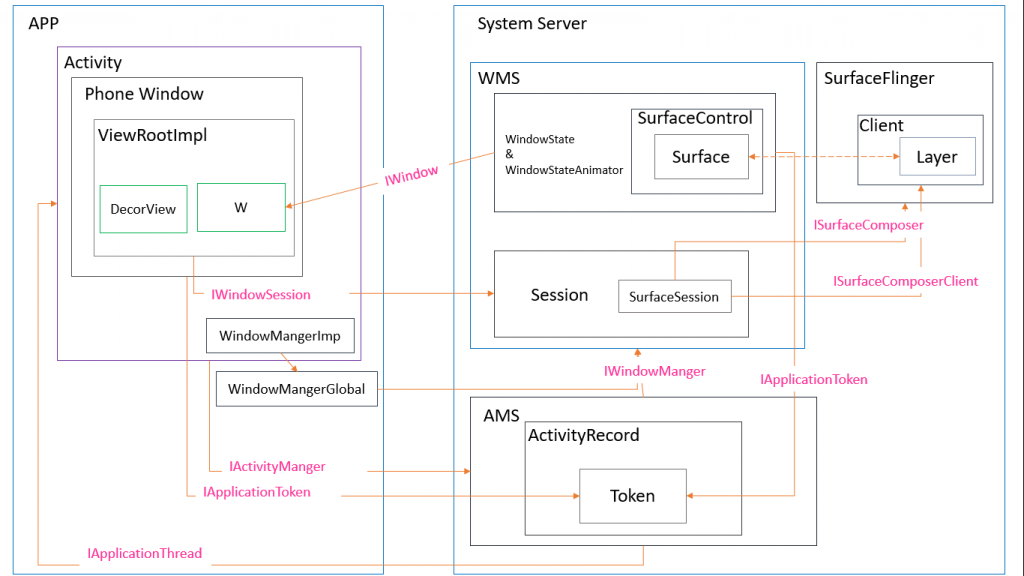 APP
System Server
Activity
WMS
SurfaceFlinger
Phone Window
SurfaceControl
Client
ViewRootImpl
WindowState
&
WindowStateAnimator
Surface
Layer
IWindow
DecorView
W
ISurfaceComposer
ISurfaceComposerClient
IWindowSession
Session
SurfaceSession
WindowMangerImp
IWindowManger
IApplicationToken
WindowMangerGlobal
AMS
ActivityRecord
IActivityManger
IApplicationToken
Token
IApplicationThread